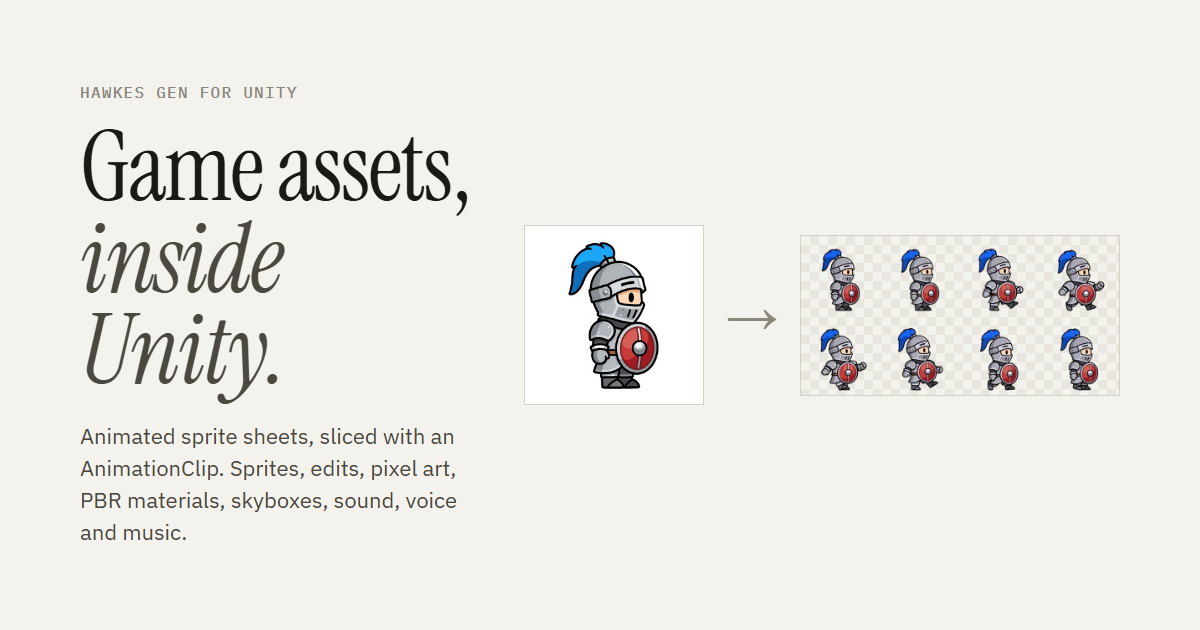 HAWKES GEN FOR UNITY
Game assets,
inside
Unity.
Animated sprite sheets, sliced with an
AnimationClip. Sprites, edits, pixel art,
PBR materials, skyboxes, sound, voice
and music.